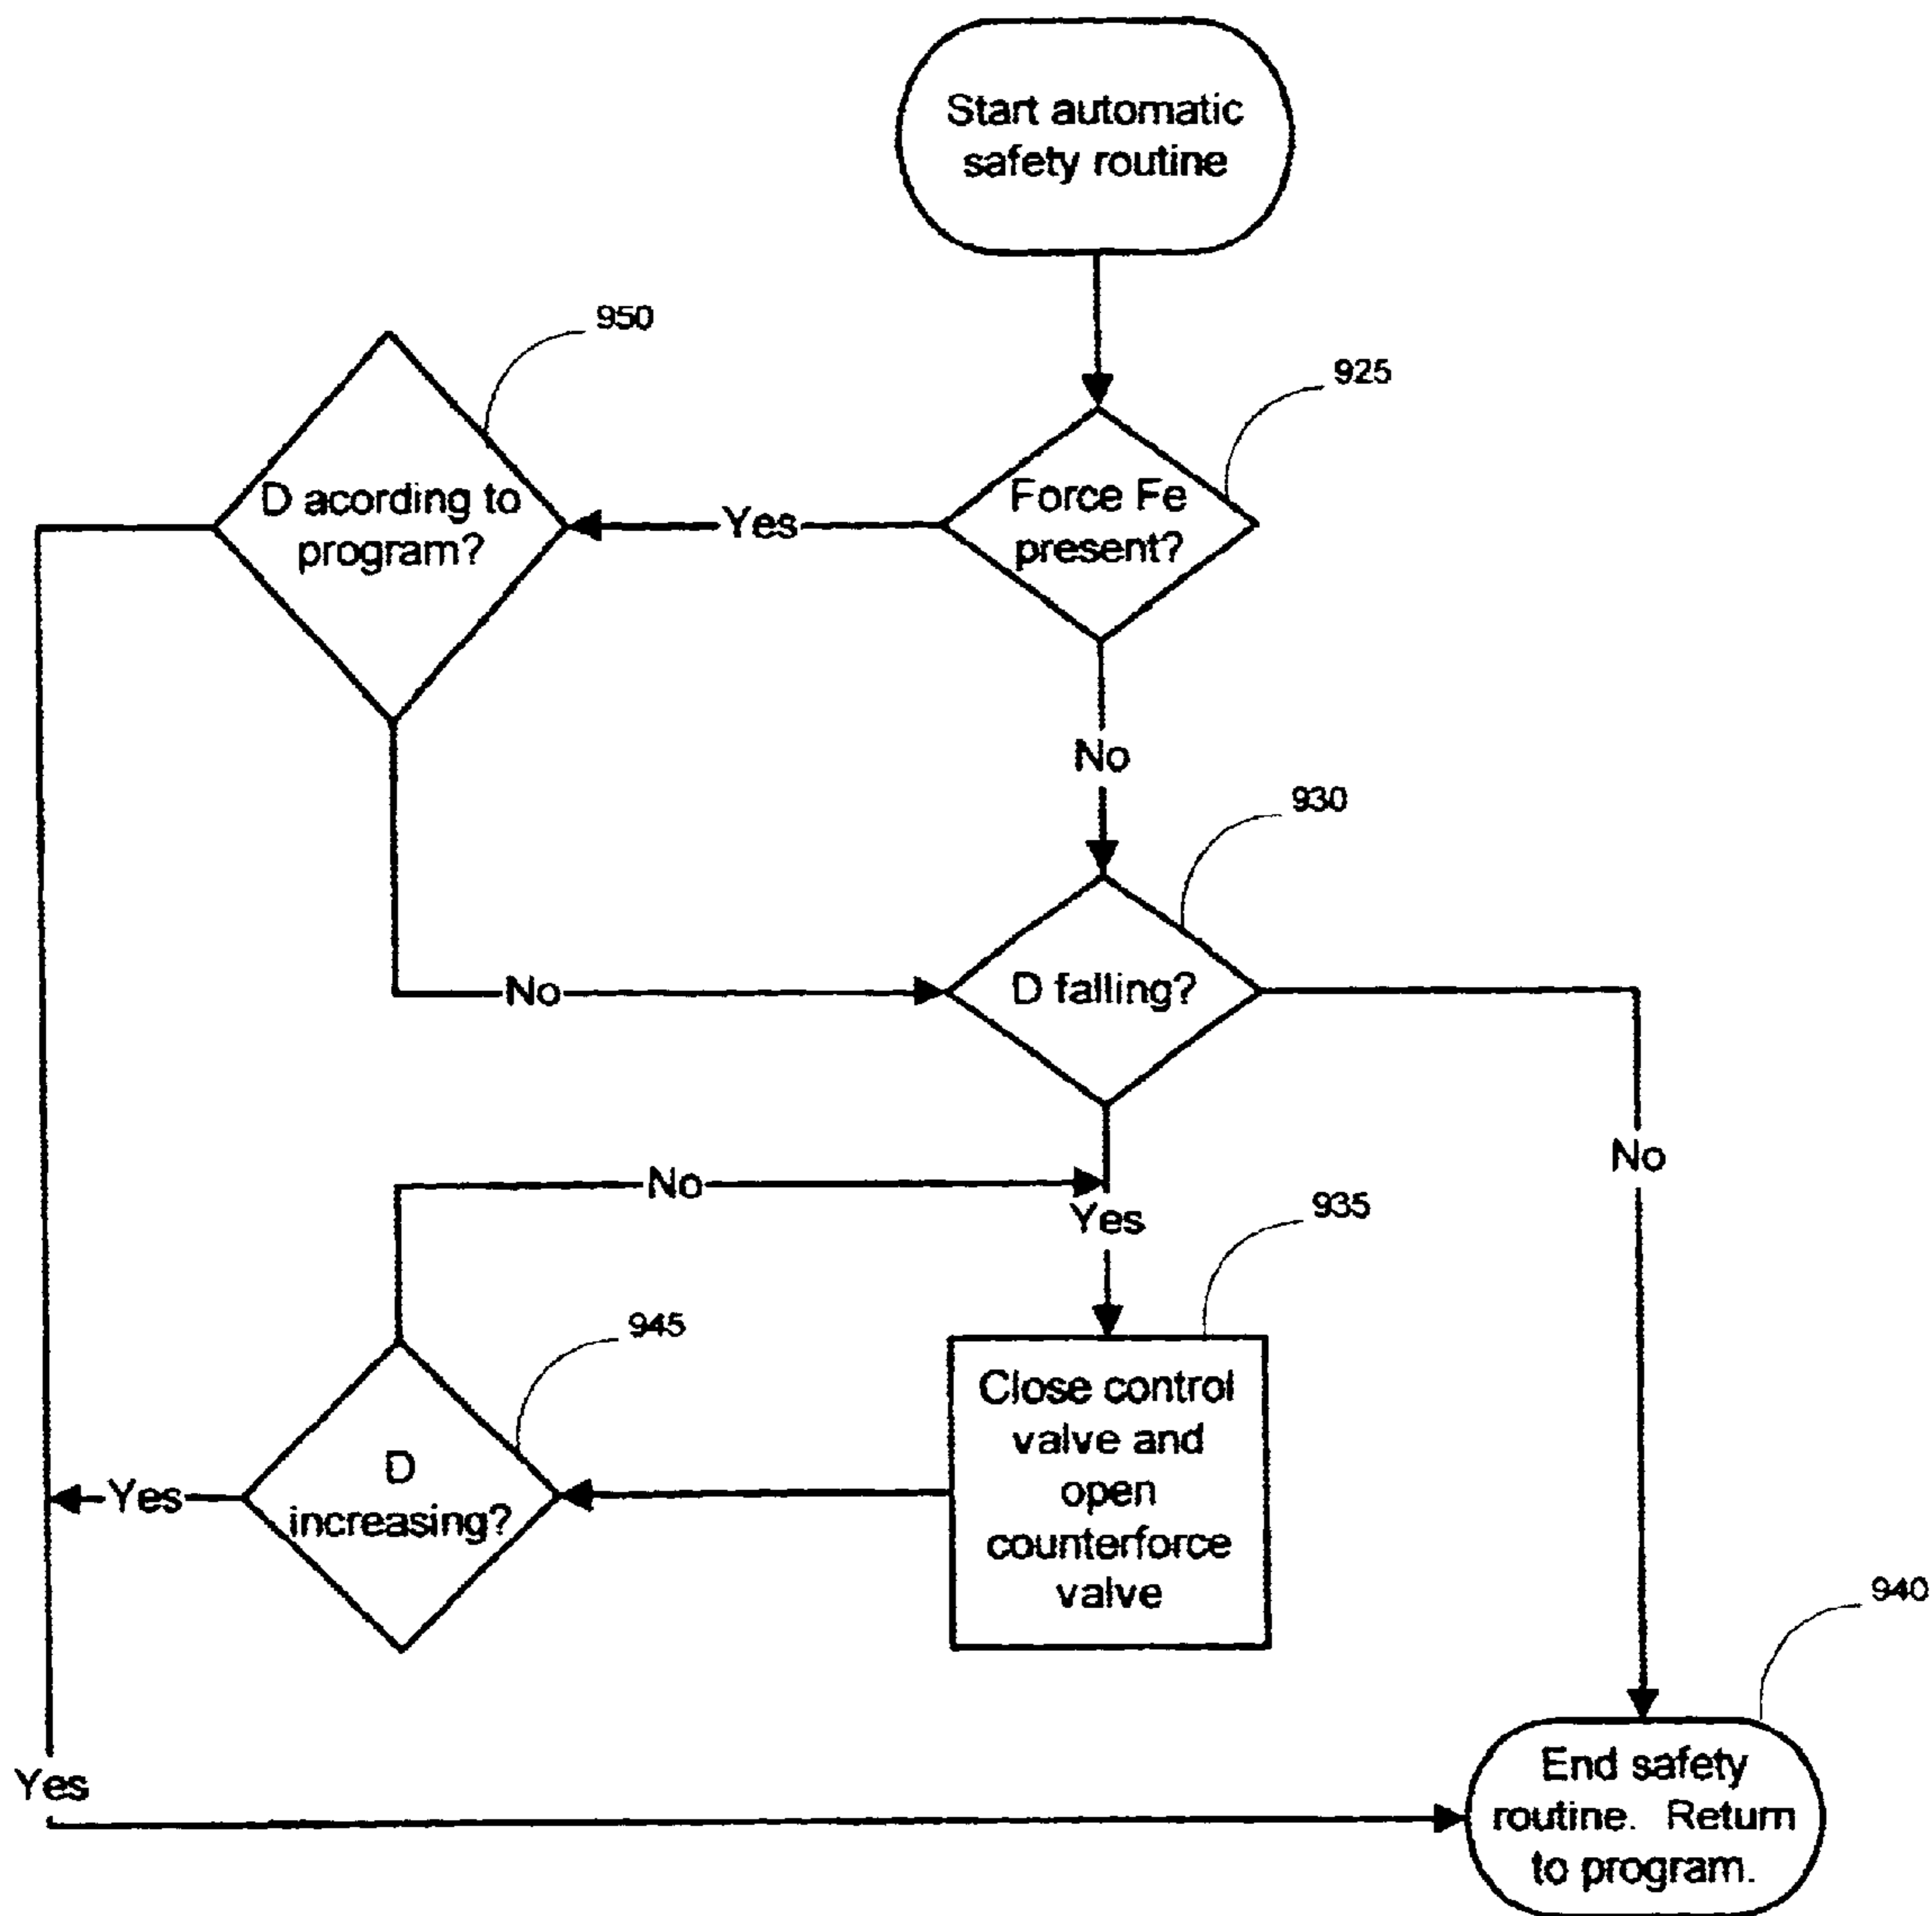 Start automatic
safety routine
950
925
D acording to
program?
Yes
Force Fe
present?
No
930
No
D falling?
No
No
Yes
935
945
Close control
valve and
open
counterforce
valve
D
increasing?
Yes
940
Yes
End safety
routine. Return
to program.